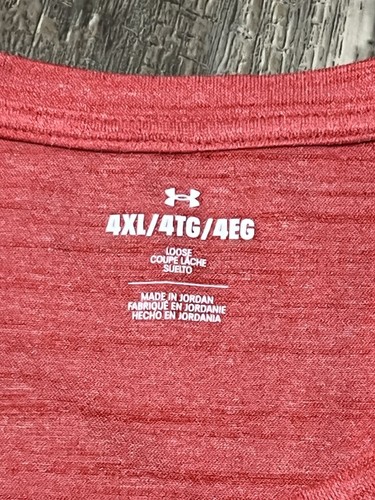 4XL/4TG/4EG
LOOSE
COUPE LÂCHE
SUELTO
MADE IN JORDAN
FABRIQUÉ EN JORDANIE
HECHO EN JORDANIA